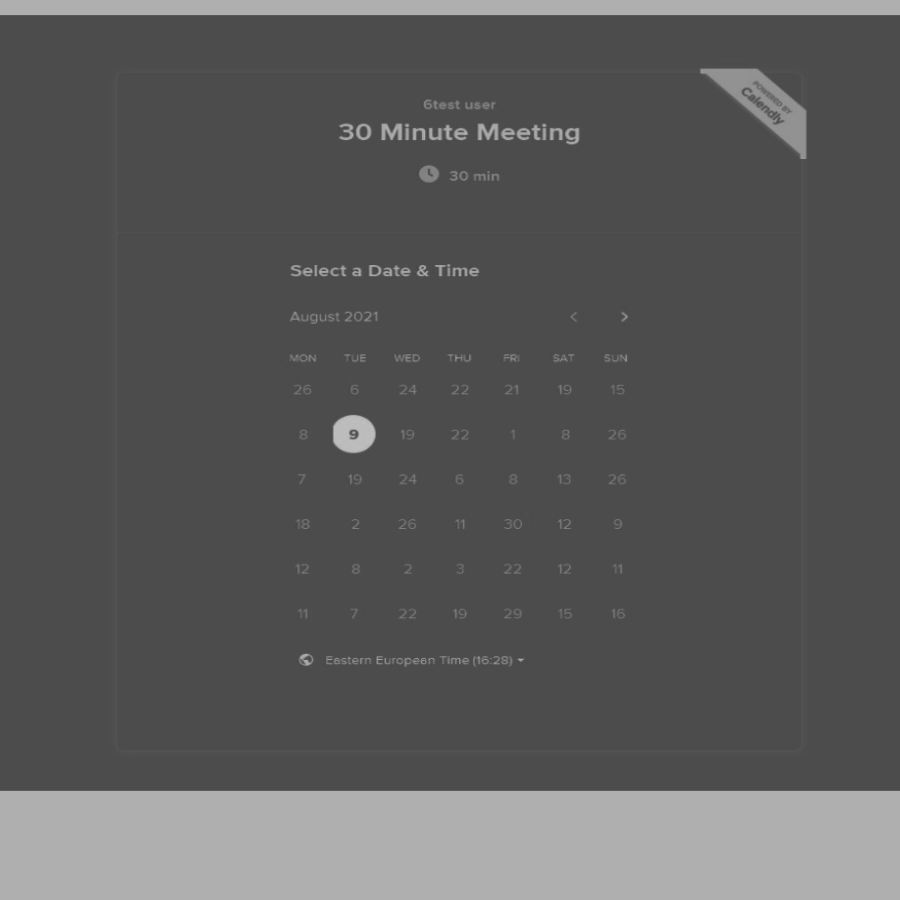 POWERED BY
Calendly
6test user
30 Minute Meeting
30 min
Select a Date & Time
August 2021
MON TUE WED THU FRI SAT SUN
26 6 24 22 21 19 15
8 9 19 22 1 8 26
7 19 24 6 8 13 26
18 2 26 11 30 12 9
12 8 2 3 22 12 11
11 7 22 19 29 15 16
Eastern European Time (16:28)